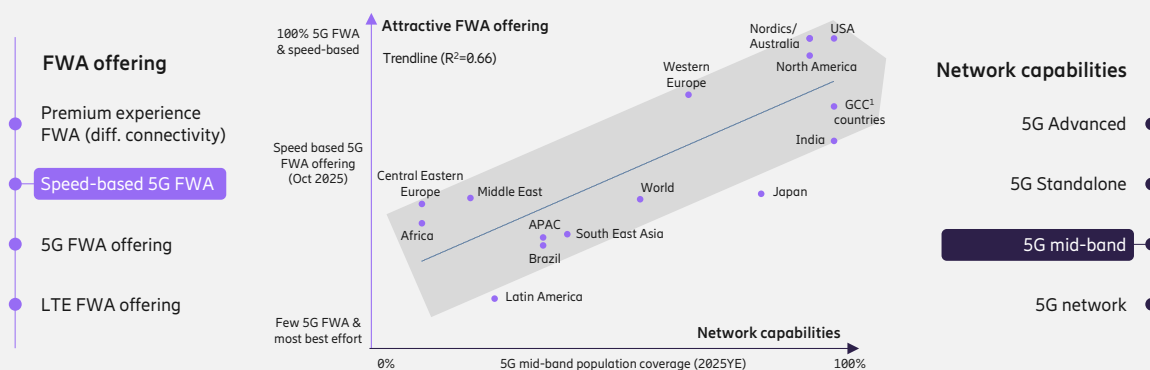 FWA offering
Premium experience
FWA (diff. connectivity)
Speed-based 5G FWA
5G FWA offering
LTE FWA offering
100% 5G FWA
& speed-based
Speed based 5G
FWA offering
(Oct 2025)
Few 5G FWA &
most best effort
Attractive FWA offering
Trendline (R²=0.66)
Nordics/
Australia
USA
North America
Western
Europe
GCC¹
countries
India
Central Eastern
Europe
Middle East
World
Japan
Africa
APAC
South East Asia
Brazil
Latin America
Network capabilities
0%
5G mid-band population coverage (2025YE)
100%
Network capabilities
5G Advanced
5G Standalone
5G mid-band
5G network